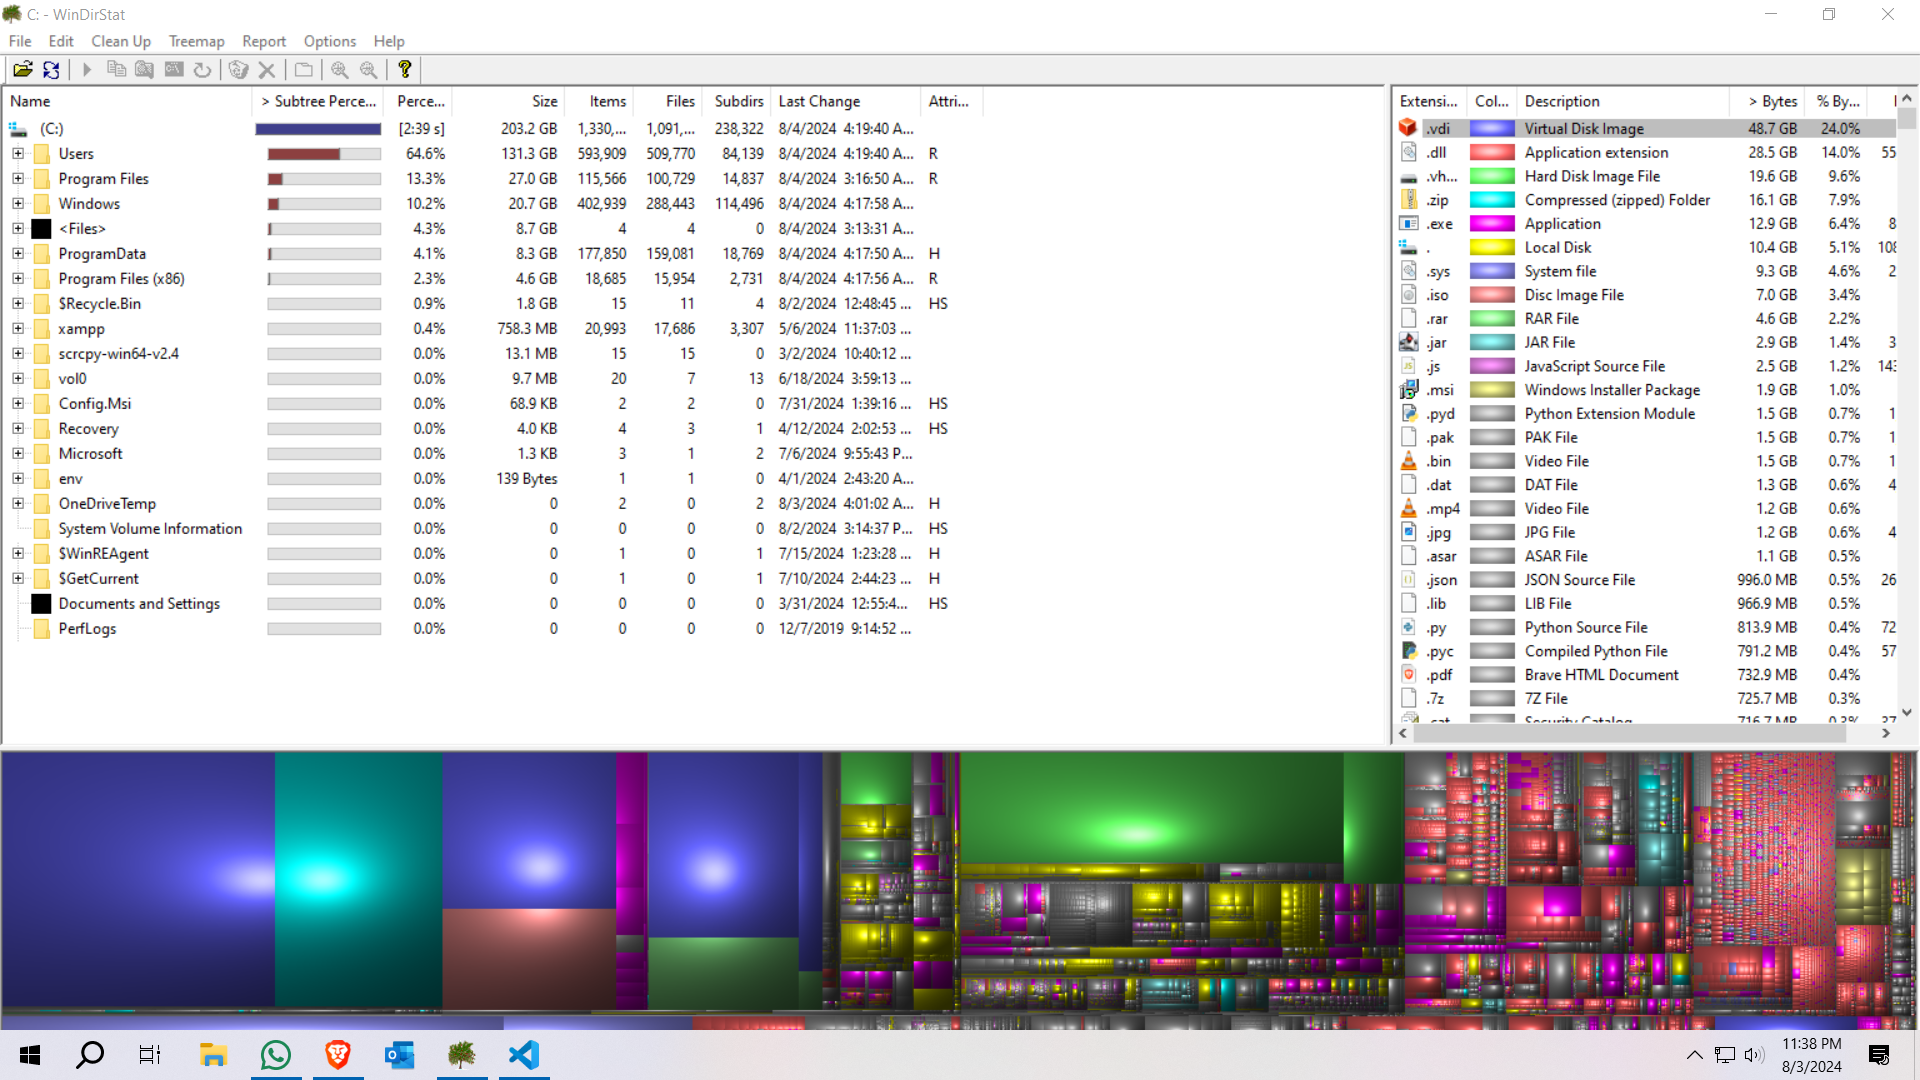 C: - WinDirStat
File Edit Clean Up Treemap Report Options Help
Name > Subtree Perce... Perce... Size Items Files Subdirs Last Change Attri...
(C:) [2:39 s] 203.2 GB 1,330,... 1,091,... 238,322 8/4/2024 4:19:40 A...
Users 64.6% 131.3 GB 593,909 509,770 84,139 8/4/2024 4:19:40 A... R
Program Files 13.3% 27.0 GB 115,566 100,729 14,837 8/4/2024 3:16:50 A... R
Windows 10.2% 20.7 GB 402,939 288,443 114,496 8/4/2024 4:17:58 A...
<Files> 4.3% 8.7 GB 4 4 0 8/4/2024 3:13:31 A...
ProgramData 4.1% 8.3 GB 177,850 159,081 18,769 8/4/2024 4:17:50 A... H
Program Files (x86) 2.3% 4.6 GB 18,685 15,954 2,731 8/4/2024 4:17:56 A... R
$Recycle.Bin 0.9% 1.8 GB 15 11 4 8/2/2024 12:48:45 ... HS
xampp 0.4% 758.3 MB 20,993 17,686 3,307 5/6/2024 11:37:03 ...
scrcpy-win64-v2.4 0.0% 13.1 MB 15 15 0 3/2/2024 10:40:12 ...
vol0 0.0% 9.7 MB 20 7 13 6/18/2024 3:59:13 ...
Config.Msi 0.0% 68.9 KB 2 2 0 7/31/2024 1:39:16 ... HS
Recovery 0.0% 4.0 KB 4 3 1 4/12/2024 2:02:53 ... HS
Microsoft 0.0% 1.3 KB 3 1 2 7/6/2024 9:55:43 P...
env 0.0% 139 Bytes 1 1 0 4/1/2024 2:43:20 A...
OneDriveTemp 0.0% 0 2 0 2 8/3/2024 4:01:02 A... H
System Volume Information 0.0% 0 0 0 0 8/2/2024 3:14:37 P... HS
$WinREAgent 0.0% 0 1 0 1 7/15/2024 1:23:28 ... H
$GetCurrent 0.0% 0 1 0 1 7/10/2024 2:44:23 ... H
Documents and Settings 0.0% 0 0 0 0 3/31/2024 12:55:4... HS
PerfLogs 0.0% 0 0 0 0 12/7/2019 9:14:52 ...
Extensi... Col... Description > Bytes % By...
.vdi Virtual Disk Image 48.7 GB 24.0%
.dll Application extension 28.5 GB 14.0% 55
.vh... Hard Disk Image File 19.6 GB 9.6%
.zip Compressed (zipped) Folder 16.1 GB 7.9%
.exe Application 12.9 GB 6.4% 8
. Local Disk 10.4 GB 5.1% 108
.sys System file 9.3 GB 4.6% 2
.iso Disc Image File 7.0 GB 3.4%
.rar RAR File 4.6 GB 2.2%
.jar JAR File 2.9 GB 1.4% 3
.js JavaScript Source File 2.5 GB 1.2% 143
.msi Windows Installer Package 1.9 GB 1.0%
.pyd Python Extension Module 1.5 GB 0.7% 1
.pak PAK File 1.5 GB 0.7% 1
.bin Video File 1.5 GB 0.7% 1
.dat DAT File 1.3 GB 0.6% 4
.mp4 Video File 1.2 GB 0.6%
.jpg JPG File 1.2 GB 0.6% 4
.asar ASAR File 1.1 GB 0.5%
.json JSON Source File 996.0 MB 0.5% 26
.lib LIB File 966.9 MB 0.5%
.py Python Source File 813.9 MB 0.4% 72
.pyc Compiled Python File 791.2 MB 0.4% 57
.pdf Brave HTML Document 732.9 MB 0.4%
.7z 7Z File 725.7 MB 0.3%
.cat Security Catalog 716.7 MB 0.3% 37
11:38 PM
8/3/2024